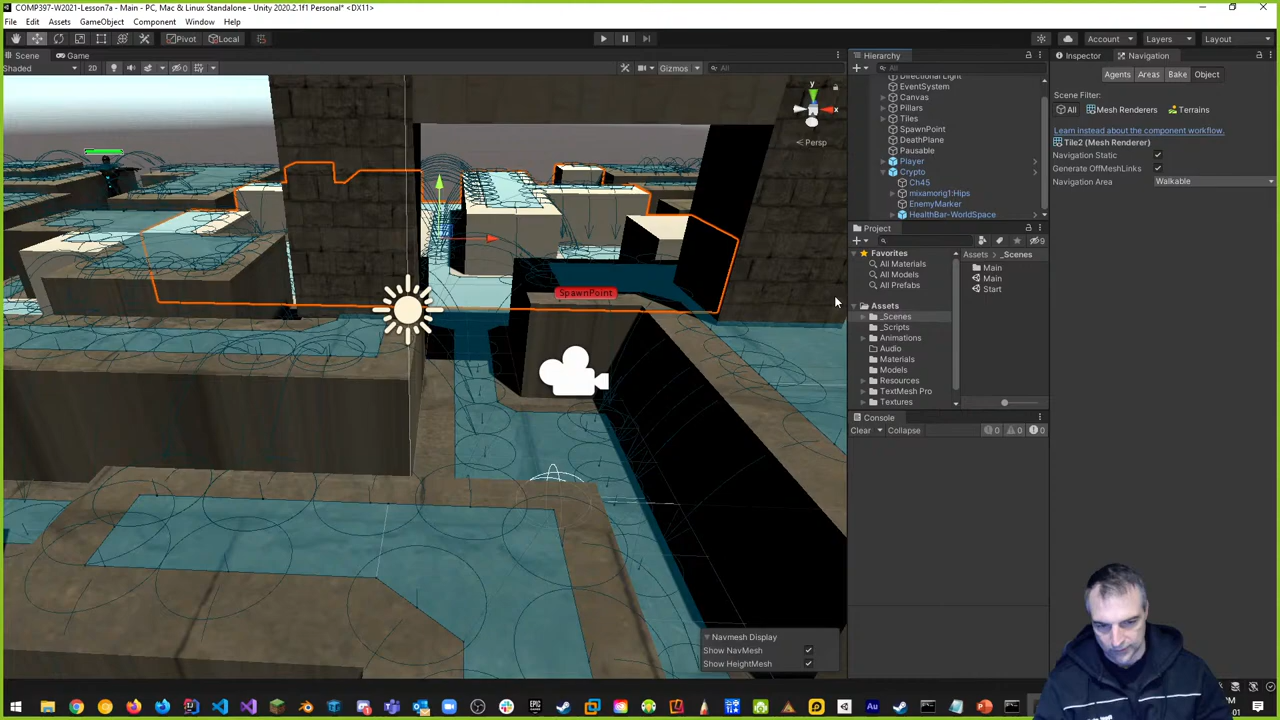 COMP397-W2021-Lesson7a - Main - PC, Mac & Linux Standalone - Unity 2020.2.1f1 Personal* <DX11>
File Edit Assets GameObject Component Window Help
Pivot Local Account Layers Layout
Scene Game
Shaded 2D 0 Gizmos All
y
x
Persp
SpawnPoint
Navmesh Display
Show NavMesh
Show HeightMesh
Hierarchy
All
Directional Light
EventSystem
Canvas
Pillars
Tiles
SpawnPoint
DeathPlane
Pausable
Player
Crypto
Ch45
mixamorig1:Hips
EnemyMarker
HealthBar-WorldSpace
Project
9
Favorites
All Materials
All Models
All Prefabs
Assets
_Scenes
_Scripts
Animations
Audio
Materials
Models
Resources
TextMesh Pro
Textures
Assets > _Scenes
Main
Main
Start
Console
Clear Collapse 0 0 0
Inspector Navigation
Agents Areas Bake Object
Scene Filter:
All Mesh Renderers Terrains
Learn instead about the component workflow.
Tile2 (Mesh Renderer)
Navigation Static
Generate OffMeshLinks
Navigation Area Walkable